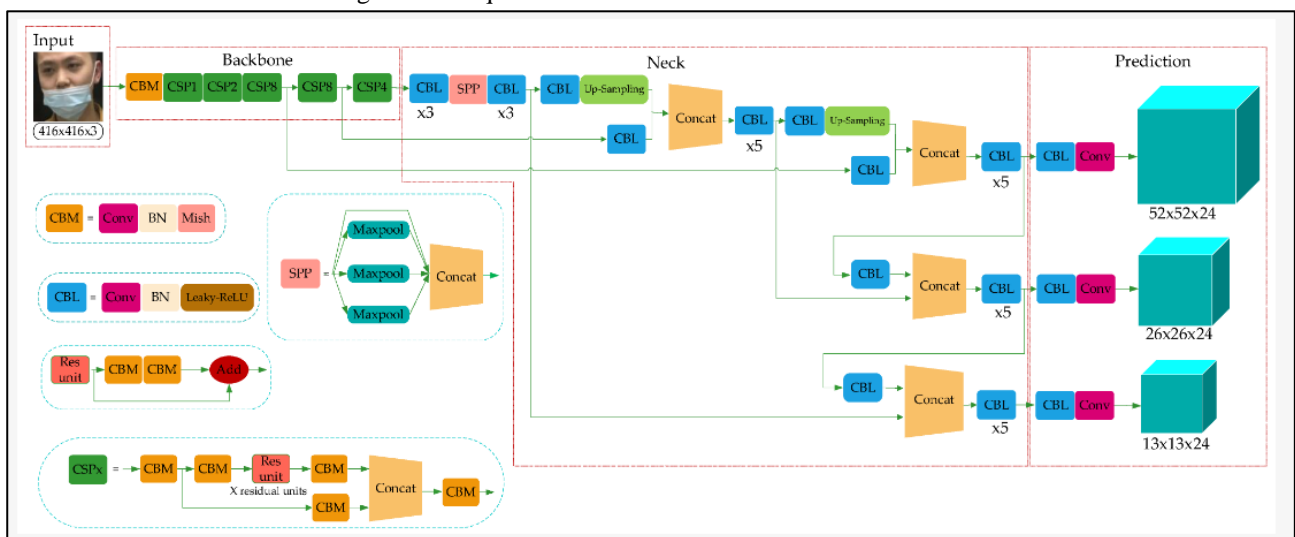 Input
Backbone
Neck
Prediction
416x416x3
CBM CSP1 CSP2 CSP8 CSP8 CSP4
CBL SPP CBL CBL Up-Sampling
x3 x3
CBL
Concat
CBL CBL Up-Sampling
x5
CBL
Concat
CBL CBL Conv
x5
52x52x24
CBM = Conv BN Mish
SPP =
Maxpool
Maxpool
Maxpool
Concat
CBL
Concat
CBL CBL Conv
x5
26x26x24
CBL = Conv BN Leaky-ReLU
Res unit CBM CBM Add
CBL
Concat
CBL CBL Conv
x5
13x13x24
CSPx = CBM CBM Res unit CBM
X residual units
CBM
Concat
CBM